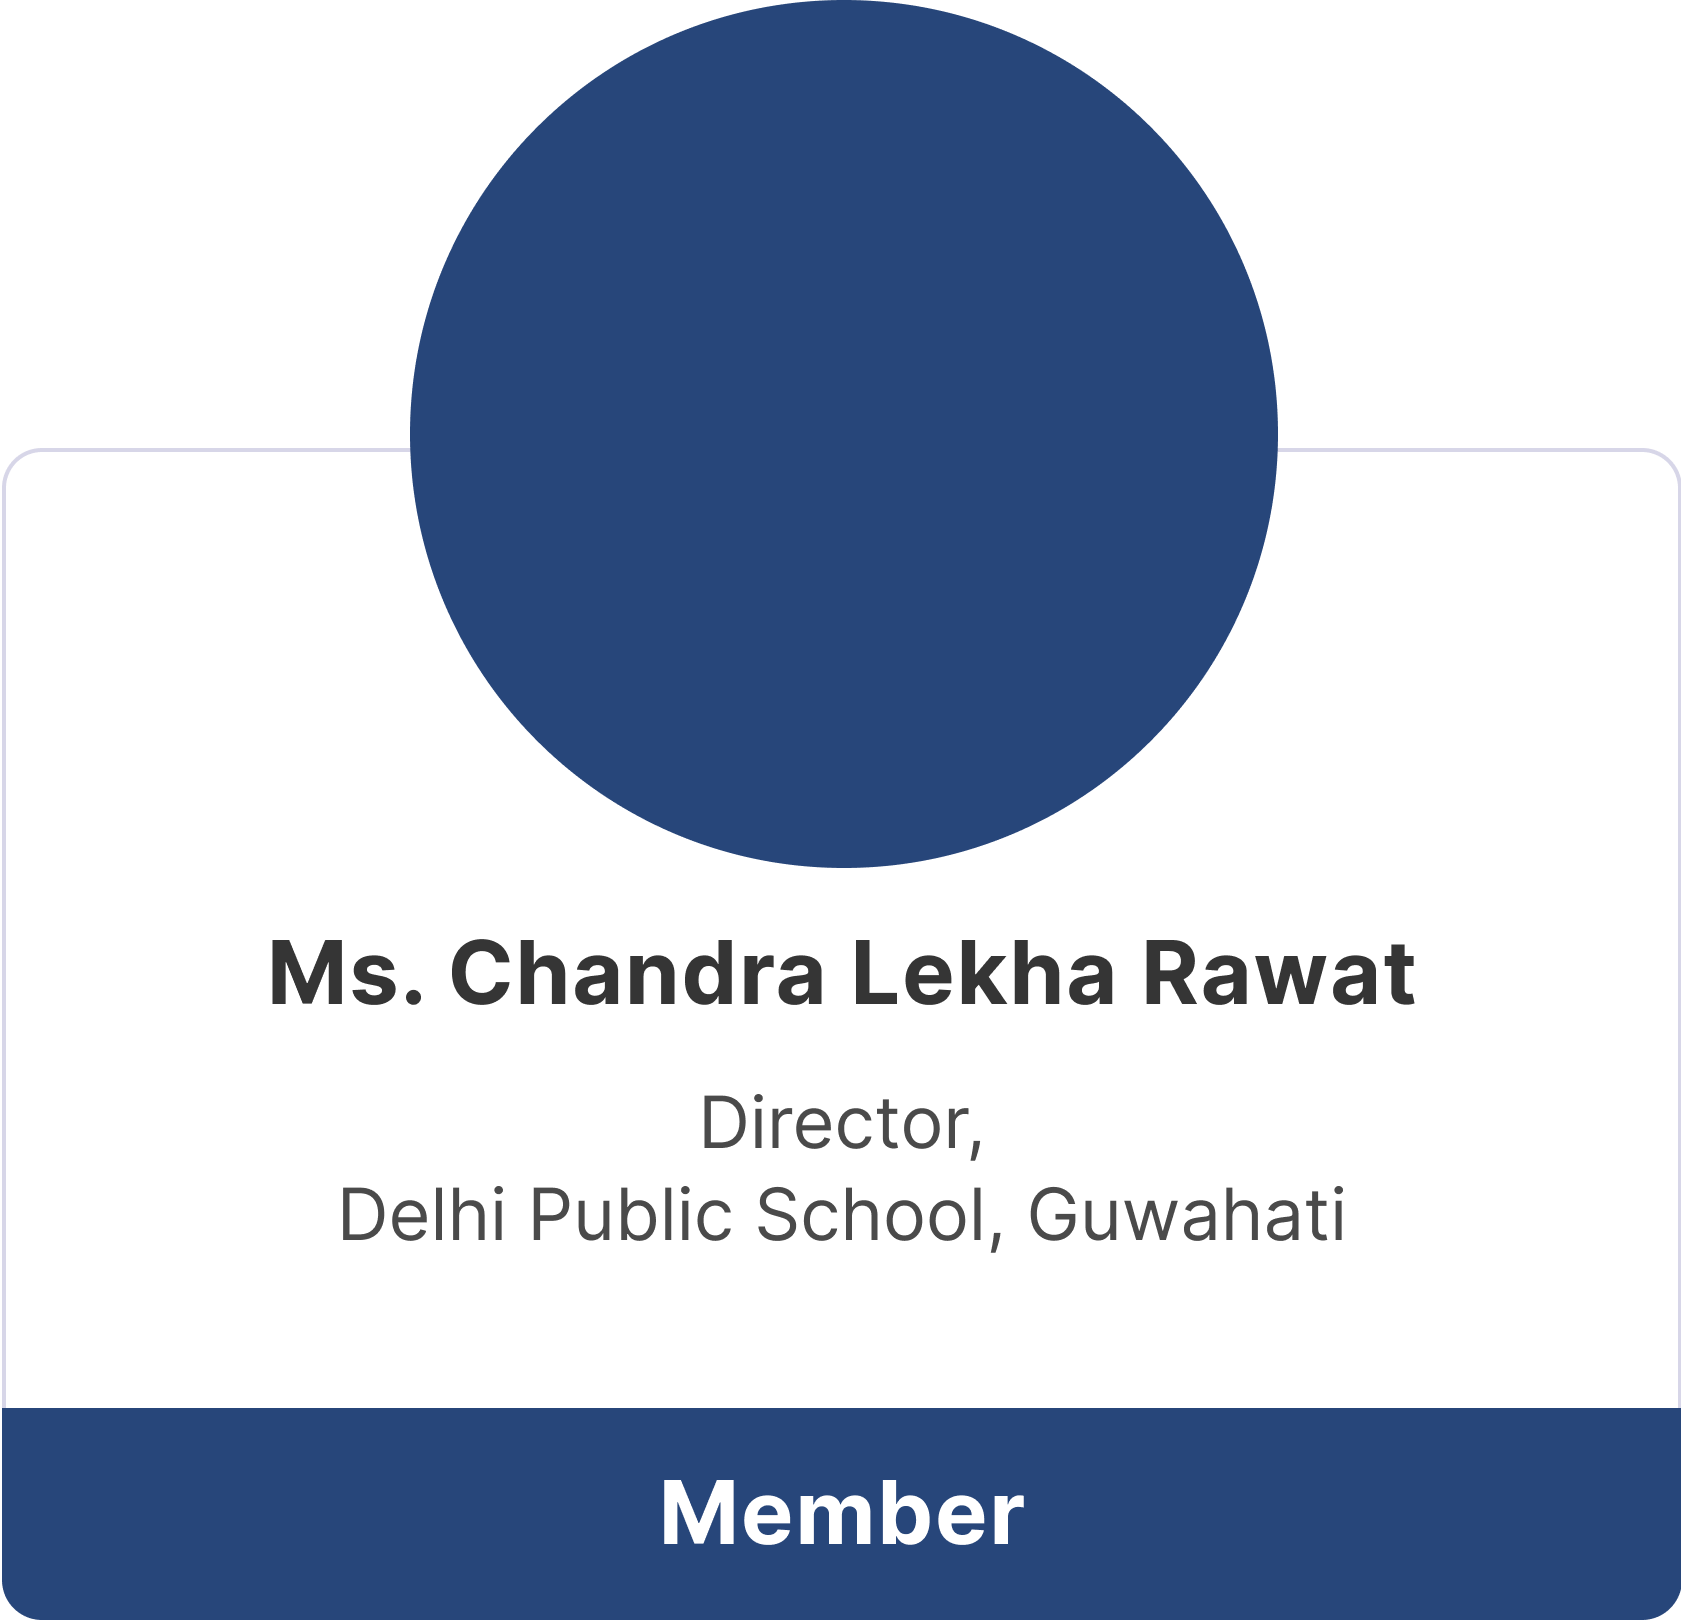 Ms. Chandra Lekha Rawat
Director,
Delhi Public School, Guwahati
Member